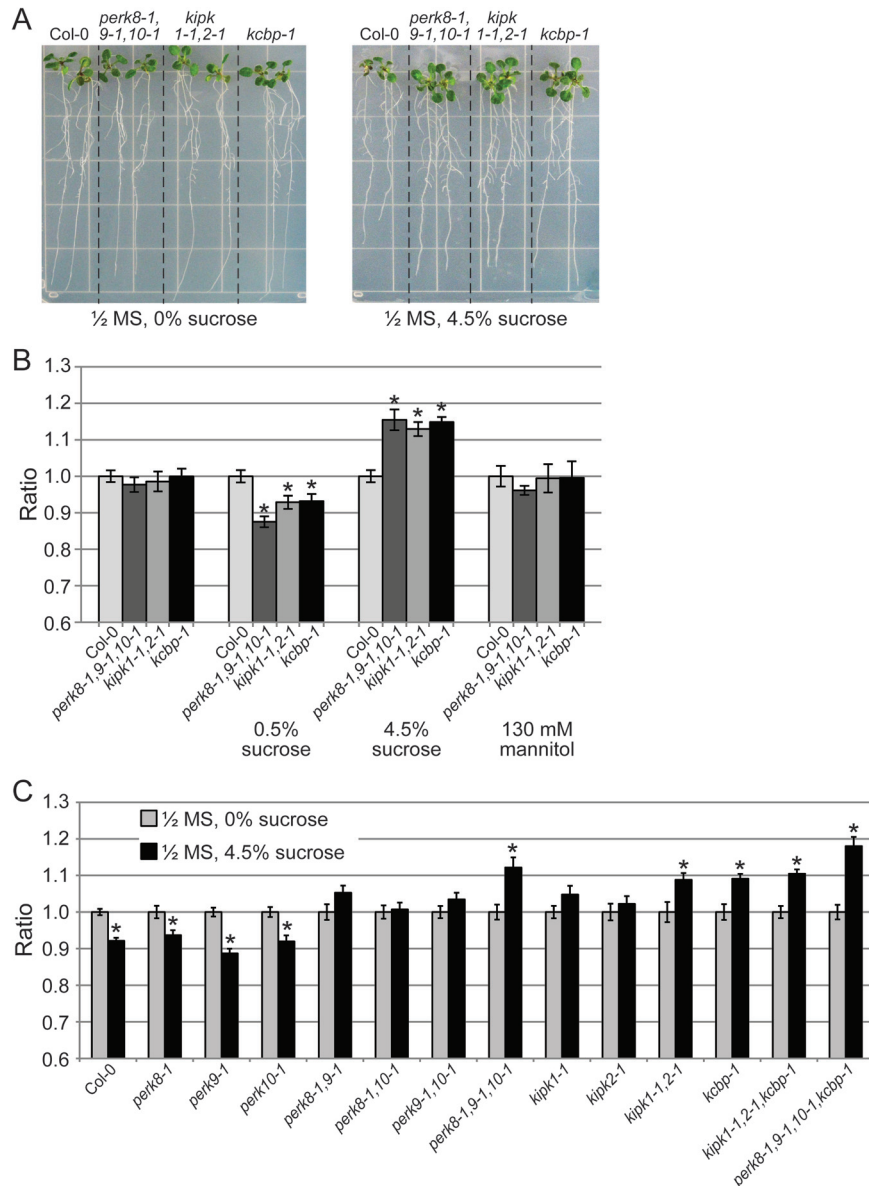 A
Col-0
perk8-1,
9-1,10-1
kipk
1-1,2-1
kcbp-1
Col-0
perk8-1,
9-1,10-1
kipk
1-1,2-1
kcbp-1
½ MS, 0% sucrose
½ MS, 4.5% sucrose
B
Ratio
1.3
1.2
1.1
1.0
0.9
0.8
0.7
0.6
Col-0
perk8-1,9-1,10-1
kipk1-1,2-1
kcbp-1
Col-0
perk8-1,9-1,10-1
kipk1-1,2-1
kcbp-1
Col-0
perk8-1,9-1,10-1
kipk1-1,2-1
kcbp-1
Col-0
perk8-1,9-1,10-1
kipk1-1,2-1
kcbp-1
*
*
*
*
*
*
0.5%
sucrose
4.5%
sucrose
130 mM
mannitol
C
Ratio
1.3
1.2
1.1
1.0
0.9
0.8
0.7
0.6
½ MS, 0% sucrose
½ MS, 4.5% sucrose
*
*
*
*
*
*
*
*
*
Col-0
perk8-1
perk9-1
perk10-1
perk8-1,9-1
perk8-1,10-1
perk9-1,10-1
perk8-1,9-1,10-1
kipk1-1
kipk2-1
kipk1-1,2-1
kcbp-1
kipk1-1,2-1,kcbp-1
perk8-1,9-1,10-1,kcbp-1